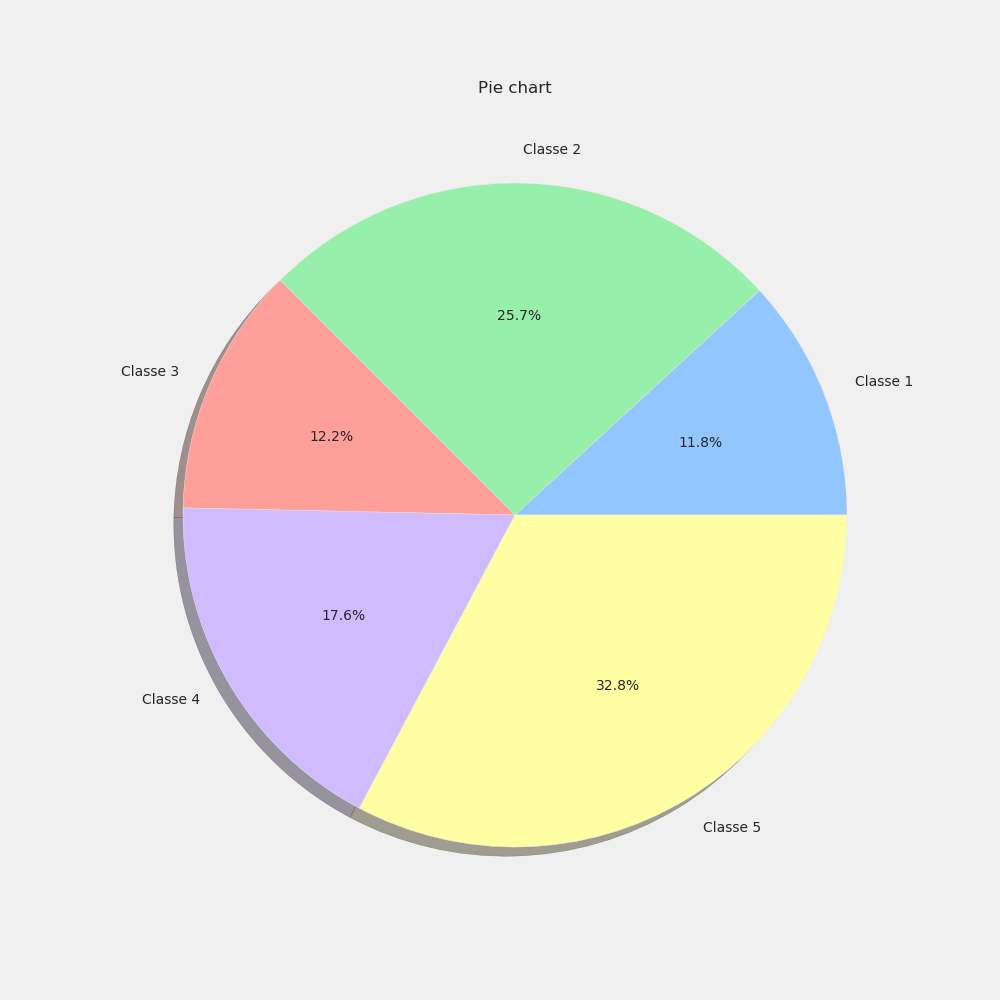 Pie chart
Classe 2
25.7%
Classe 3
Classe 1
12.2%
11.8%
17.6%
32.8%
Classe 4
Classe 5